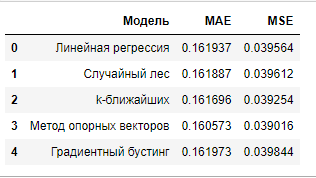 Модель MAE MSE
0 Линейная регрессия 0.161937 0.039564
1 Случайный лес 0.161887 0.039612
2 k-ближайших 0.161696 0.039254
3 Метод опорных векторов 0.160573 0.039016
4 Градиентный бустинг 0.161973 0.039844